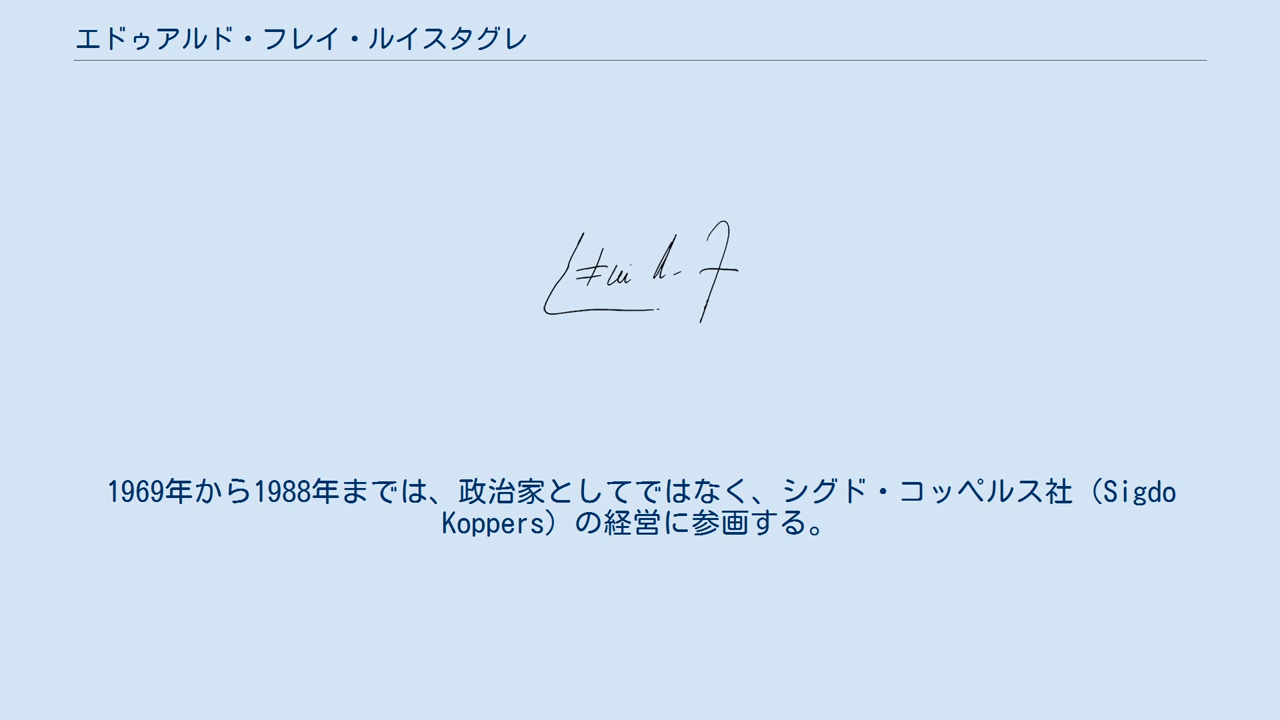 エドゥアルド・フレイ・ルイスタグレ
1969年から1988年までは、政治家としてではなく、シグド・コッペルス社（Sigdo
Koppers）の経営に参画する。